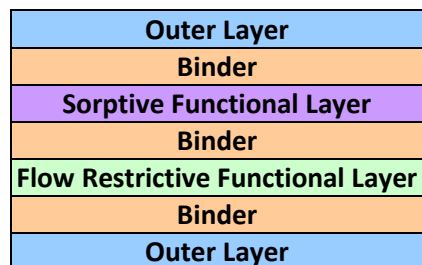 Outer Layer
Binder
Sorptive Functional Layer
Binder
Flow Restrictive Functional Layer
Binder
Outer Layer